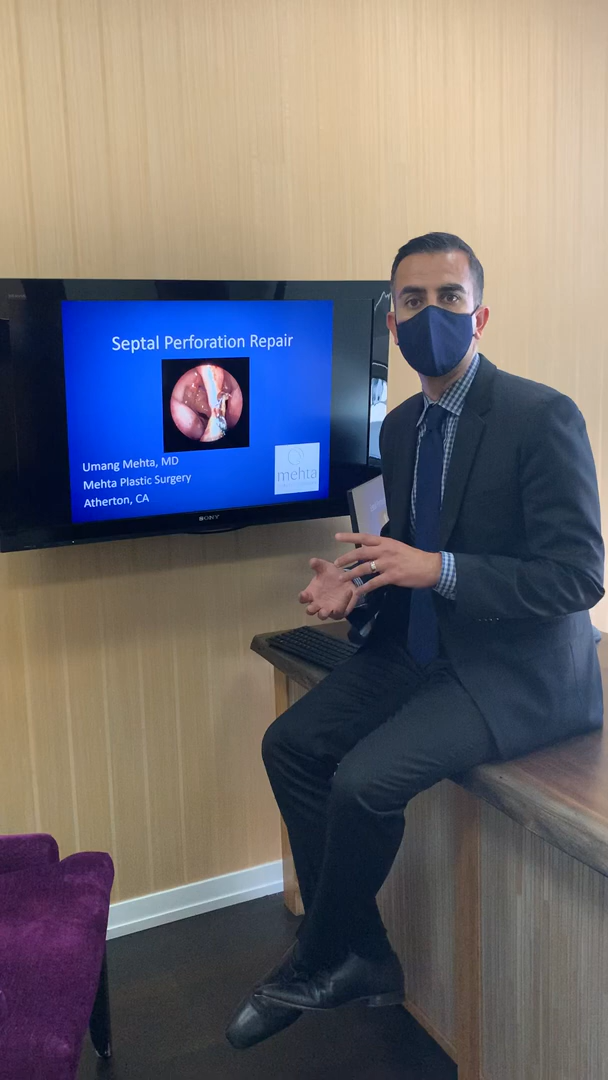 Septal Perforation Repair
Umang Mehta, MD
Mehta Plastic Surgery
Atherton, CA
mehta
SONY